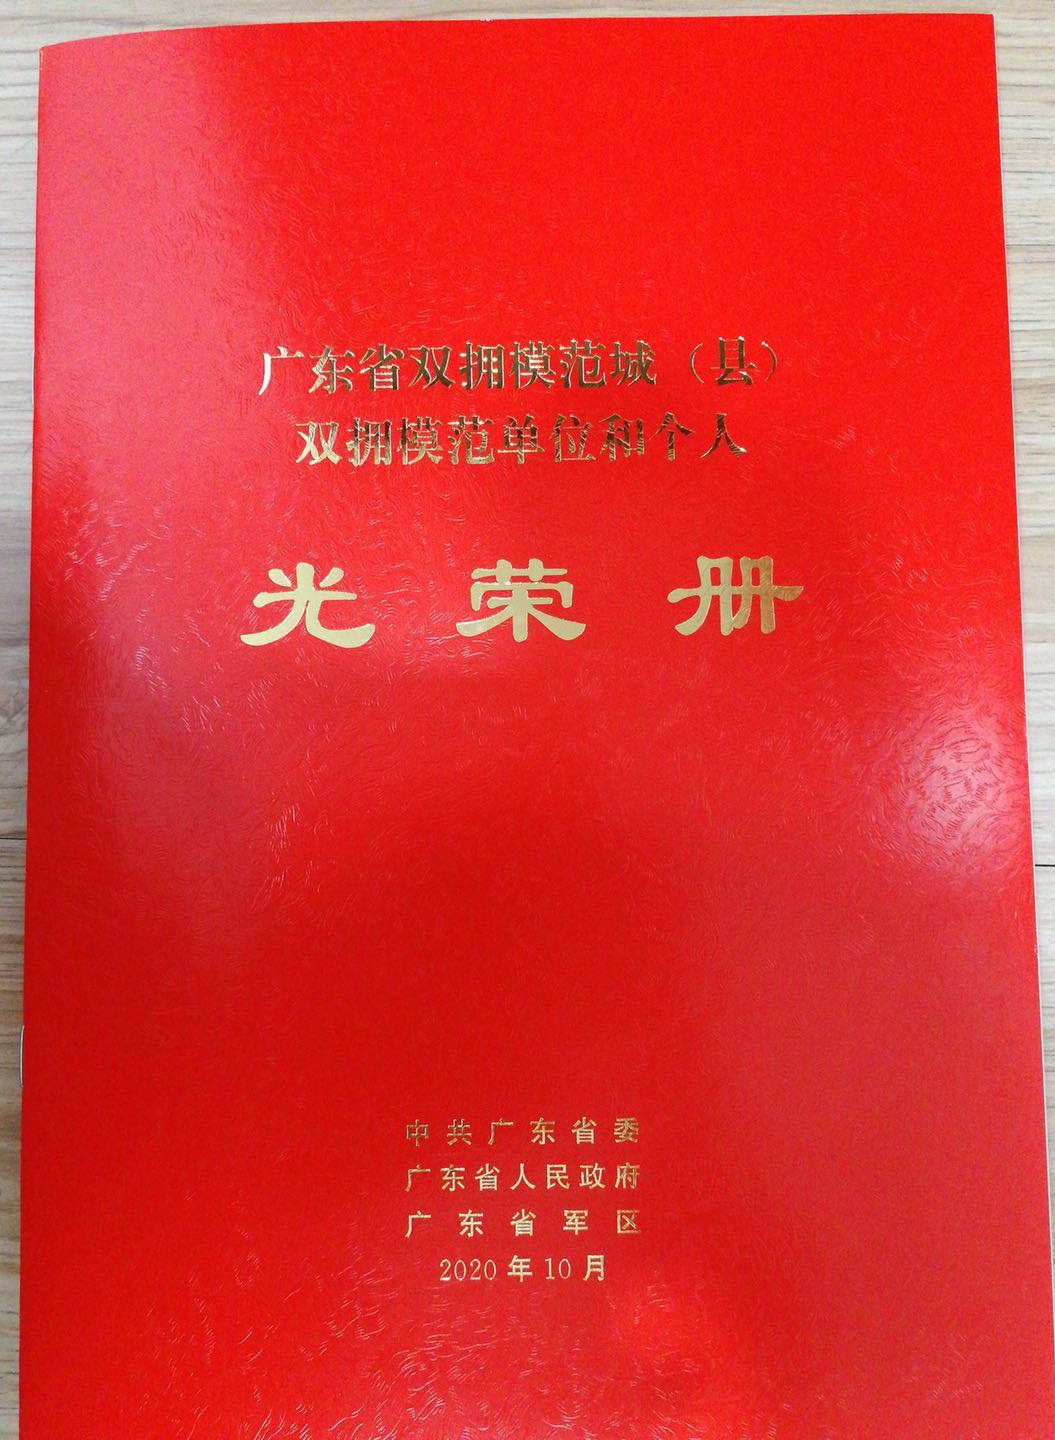 广东省双拥模范城（县）
双拥模范单位和个人
光荣册
中共广东省委
广东省人民政府
广东省军区
2020年10月